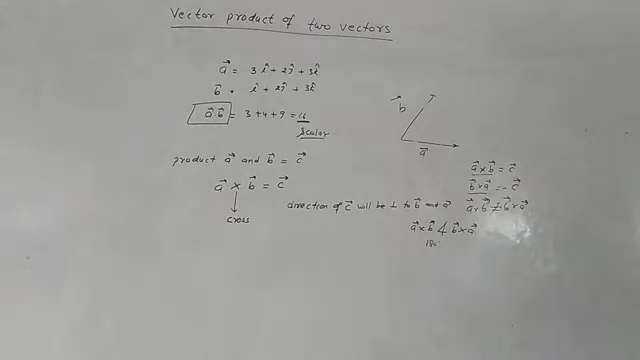 Vector product of two vectors
a⃗ = 3î + 2ĵ + 3k̂
b⃗ = î + 2ĵ + 3k̂
a⃗.b⃗ = 3+4+9 = 16
Scalar
b⃗
a⃗
product a⃗ and b⃗ = c⃗
a⃗ × b⃗ = c⃗
cross
direction of c⃗ will be ⊥ to b⃗ and a⃗
a⃗ × b⃗ = c⃗
b⃗ × a⃗ = -c⃗
a⃗ × b⃗ ≠ b⃗ × a⃗
a⃗ × b⃗ ∠ b⃗ × a⃗
180°